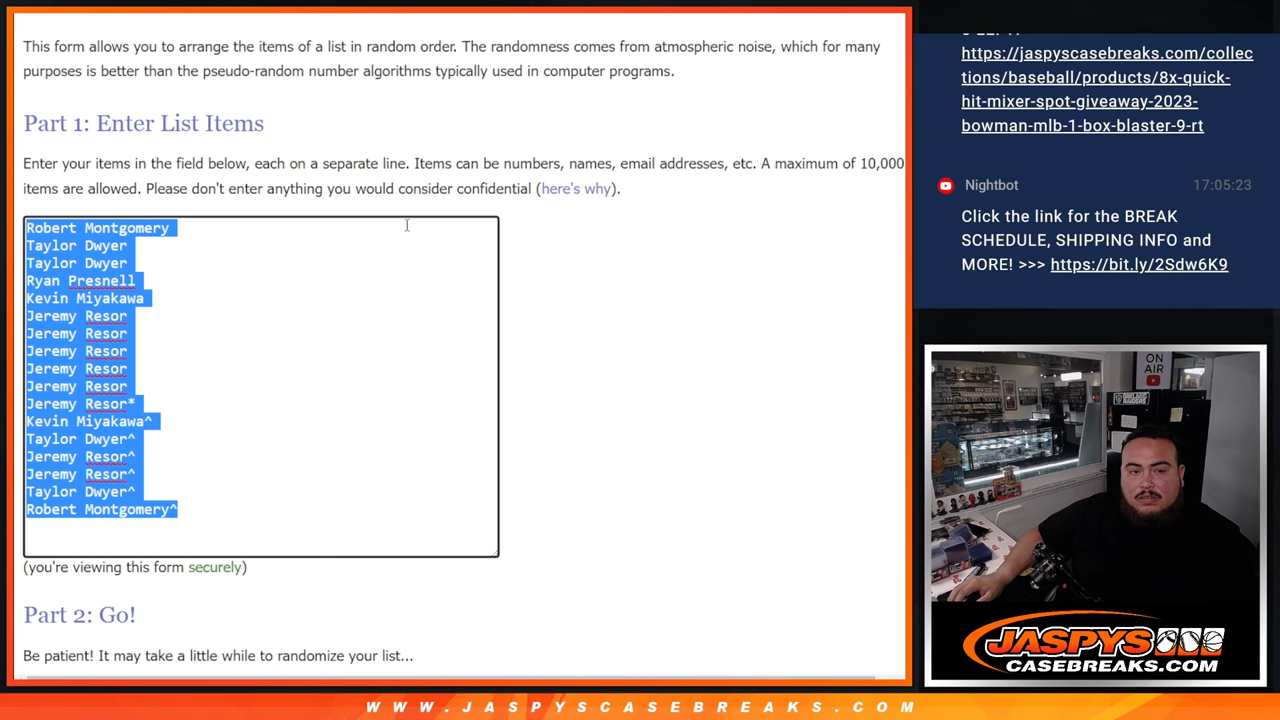 This form allows you to arrange the items of a list in random order. The randomness comes from atmospheric noise, which for many
purposes is better than the pseudo-random number algorithms typically used in computer programs.
Part 1: Enter List Items
Enter your items in the field below, each on a separate line. Items can be numbers, names, email addresses, etc. A maximum of 10,000
items are allowed. Please don't enter anything you would consider confidential (here's why).
Robert Montgomery
Taylor Dwyer
Taylor Dwyer
Ryan Presnell
Kevin Miyakawa
Jeremy Resor
Jeremy Resor
Jeremy Resor
Jeremy Resor
Jeremy Resor
Jeremy Resor*
Kevin Miyakawa^
Taylor Dwyer^
Jeremy Resor^
Jeremy Resor^
Taylor Dwyer^
Robert Montgomery^
(you're viewing this form securely)
Part 2: Go!
Be patient! It may take a little while to randomize your list...
https://jaspyscasebreaks.com/collec
tions/baseball/products/8x-quick-
hit-mixer-spot-giveaway-2023-
bowman-mlb-1-box-blaster-9-rt
Nightbot 17:05:23
Click the link for the BREAK
SCHEDULE, SHIPPING INFO and
MORE! >>> https://bit.ly/2Sdw6K9
ON
AIR
JASPYS
CASEBREAKS.COM
WWW.JASPYSCASEBREAKS.COM